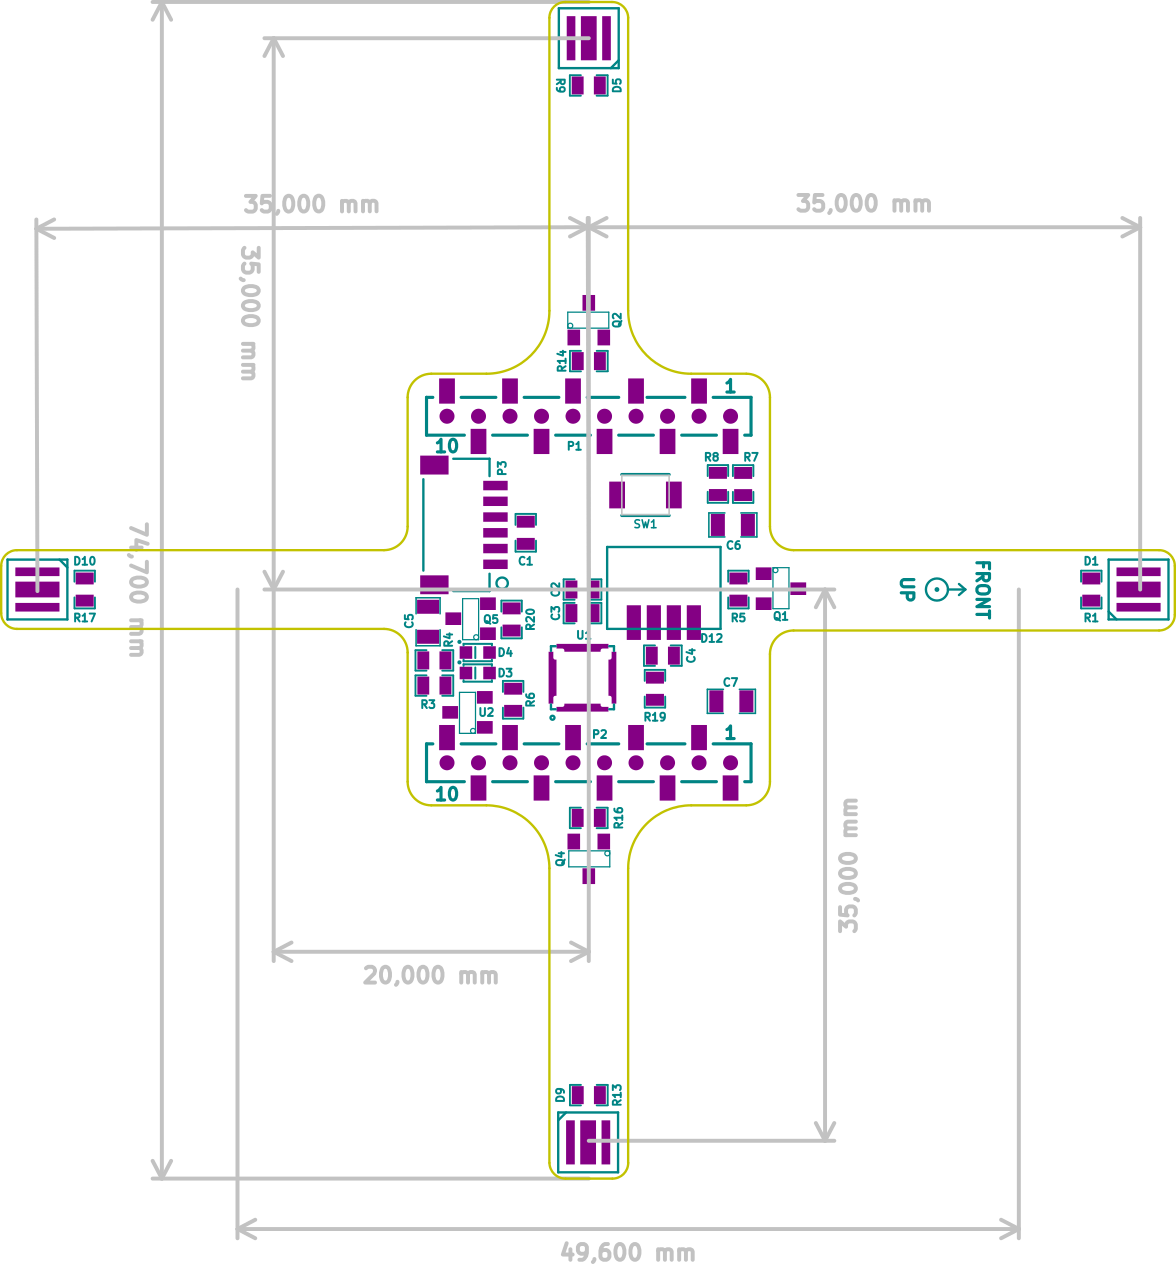 R9
D5
35,000 mm
35,000 mm
35,000 mm
Q2
R14
1
10
P1
P3
R8
R7
SW1
C6
C1
74,700 mm
D10
R17
C2
C3
C5
R4
Q5
R20
U1
D4
D3
R3
R6
U2
R5
Q1
D12
C4
R19
C7
UP
FRONT
D1
R1
P2
1
10
R16
Q4
35,000 mm
20,000 mm
D9
R13
49,600 mm